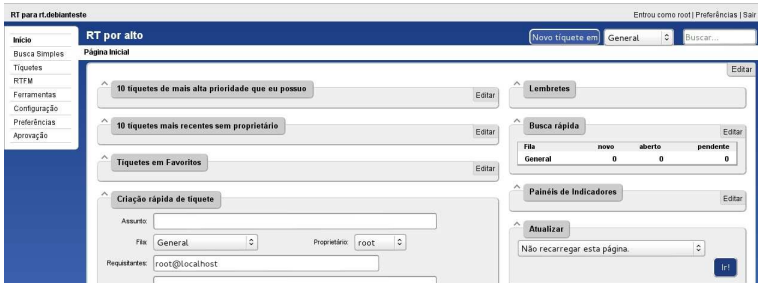 RT para rt.debianteste
Entrou como root | Preferências | Sair
Início
Busca Simples
Tíquetes
RTFM
Ferramentas
Configuração
Preferências
Aprovação
RT por alto
Novo tíquete em General Buscar...
Página Inicial
Editar
10 tíquetes de mais alta prioridade que eu possuo
Editar
10 tíquetes mais recentes sem proprietário
Editar
Tíquetes em Favoritos
Editar
Criação rápida de tíquete
Assunto:
Fila: General Proprietário: root
Requisitantes: root@localhost
Lembretes
Busca rápida
Editar
Fila novo aberto pendente
General 0 0 0
Painéis de Indicadores
Editar
Atualizar
Não recarregar esta página.
Ir!